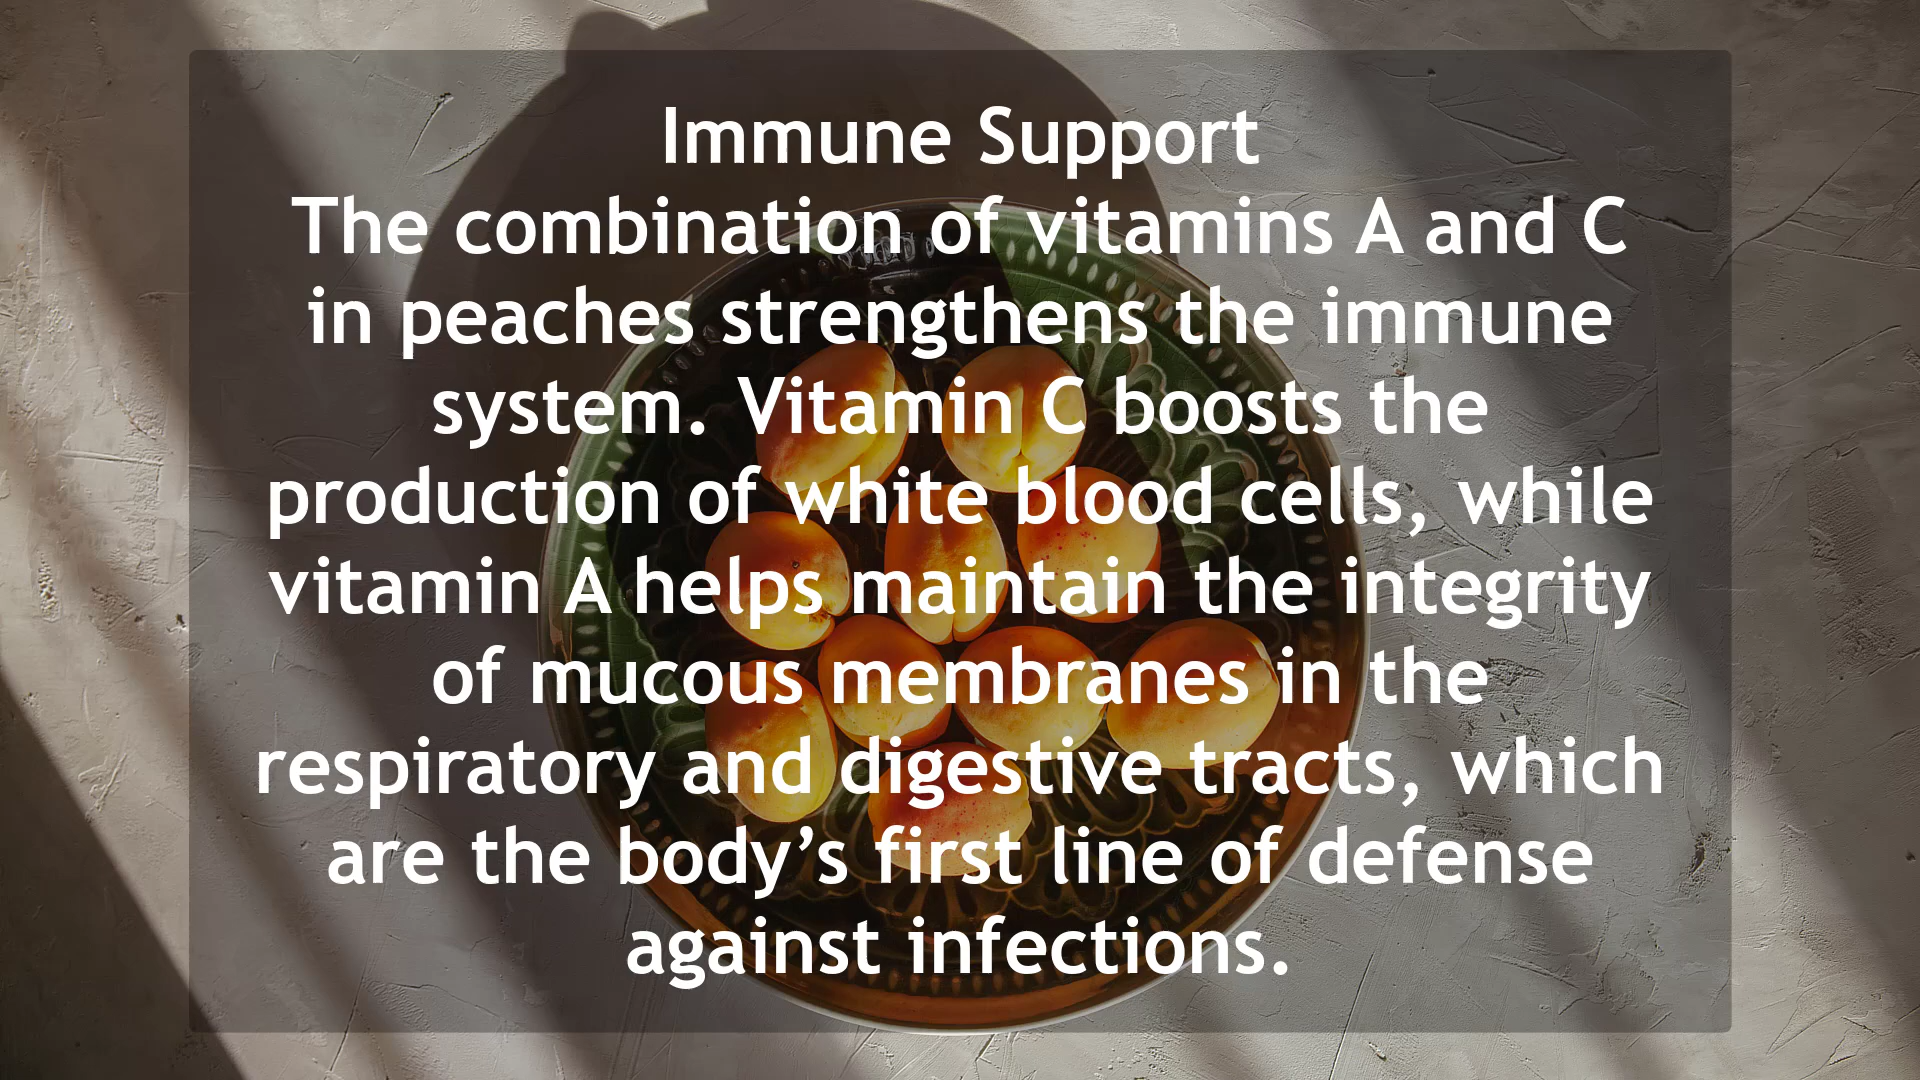 Immune Support
The combination of vitamins A and C
in peaches strengthens the immune
system. Vitamin C boosts the
production of white blood cells, while
vitamin A helps maintain the integrity
of mucous membranes in the
respiratory and digestive tracts, which
are the body’s first line of defense
against infections.